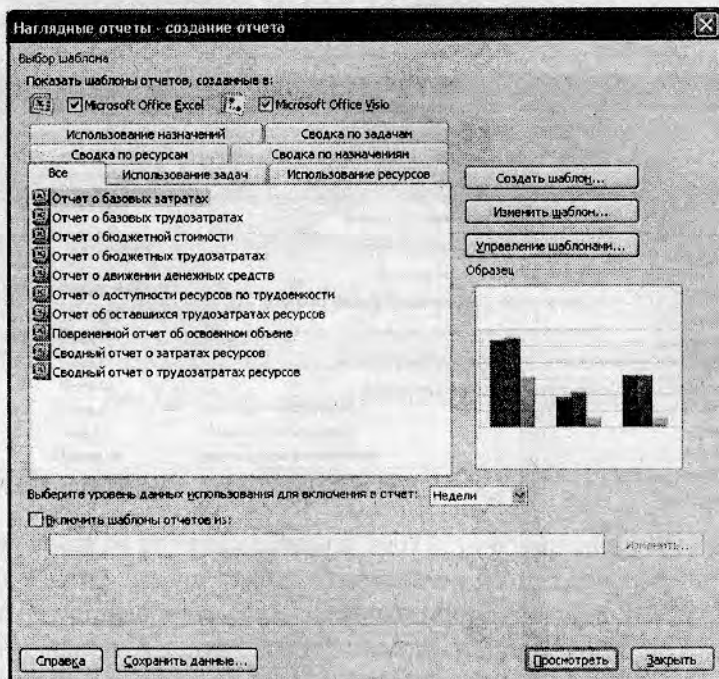 Наглядные отчеты - создание отчета
Выбор шаблона
Показать шаблоны отчетов, созданные в:
Microsoft Office Excel Microsoft Office Visio
Использование назначений Сводка по задачам
Сводка по ресурсам Сводка по назначениям
Все Использование задач Использование ресурсов
Отчет о базовых затратах
Отчет о базовых трудозатратах
Отчет о бюджетной стоимости
Отчет о бюджетных трудозатратах
Отчет о движении денежных средств
Отчет о доступности ресурсов по трудоемкости
Отчет об оставшихся трудозатратах ресурсов
Повременной отчет об освоенном объеме
Сводный отчет о затратах ресурсов
Сводный отчет о трудозатратах ресурсов
Создать шаблон...
Изменить шаблон...
Управление шаблонами...
Образец
Выберите уровень данных использования для включения в отчет: Недели
Включить шаблоны отчетов из:
Изменить...
Справка Сохранить данные... Просмотреть Закрыть